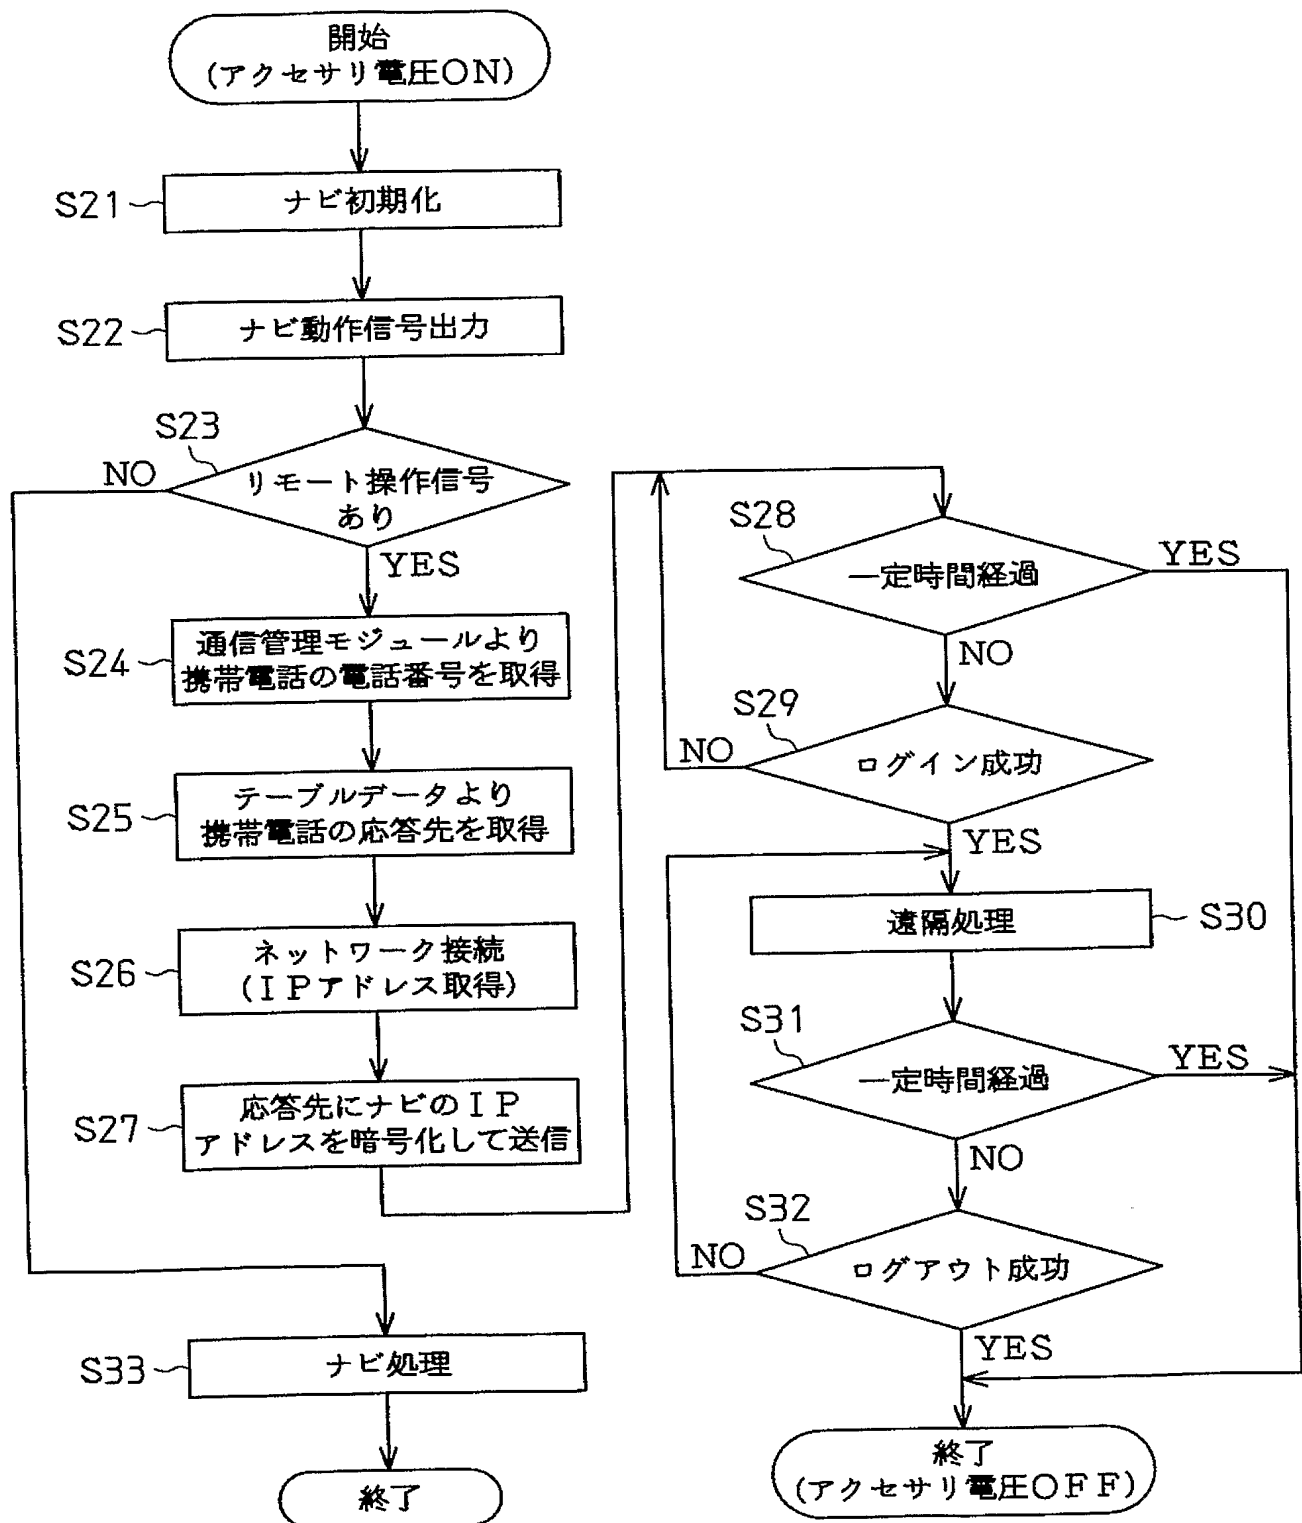 開始
(アクセサリ電圧ON)
S21
ナビ初期化
S22
ナビ動作信号出力
S23
NO
リモート操作信号
あり
YES
S24
通信管理モジュールより
携帯電話の電話番号を取得
S25
テーブルデータより
携帯電話の応答先を取得
S26
ネットワーク接続
(IPアドレス取得)
S27
応答先にナビのIP
アドレスを暗号化して送信
S28
一定時間経過
YES
NO
S29
NO
ログイン成功
YES
遠隔処理
S30
S31
一定時間経過
YES
NO
S32
NO
ログアウト成功
YES
終了
(アクセサリ電圧OFF)
S33
ナビ処理
終了